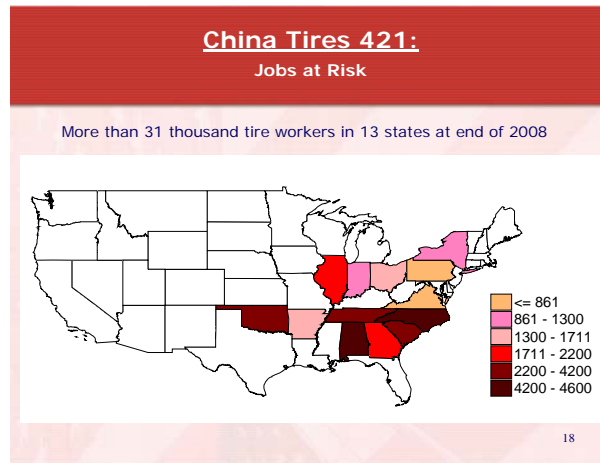 China Tires 421:
Jobs at Risk
More than 31 thousand tire workers in 13 states at end of 2008
<= 861
861 - 1300
1300 - 1711
1711 - 2200
2200 - 4200
4200 - 4600
18